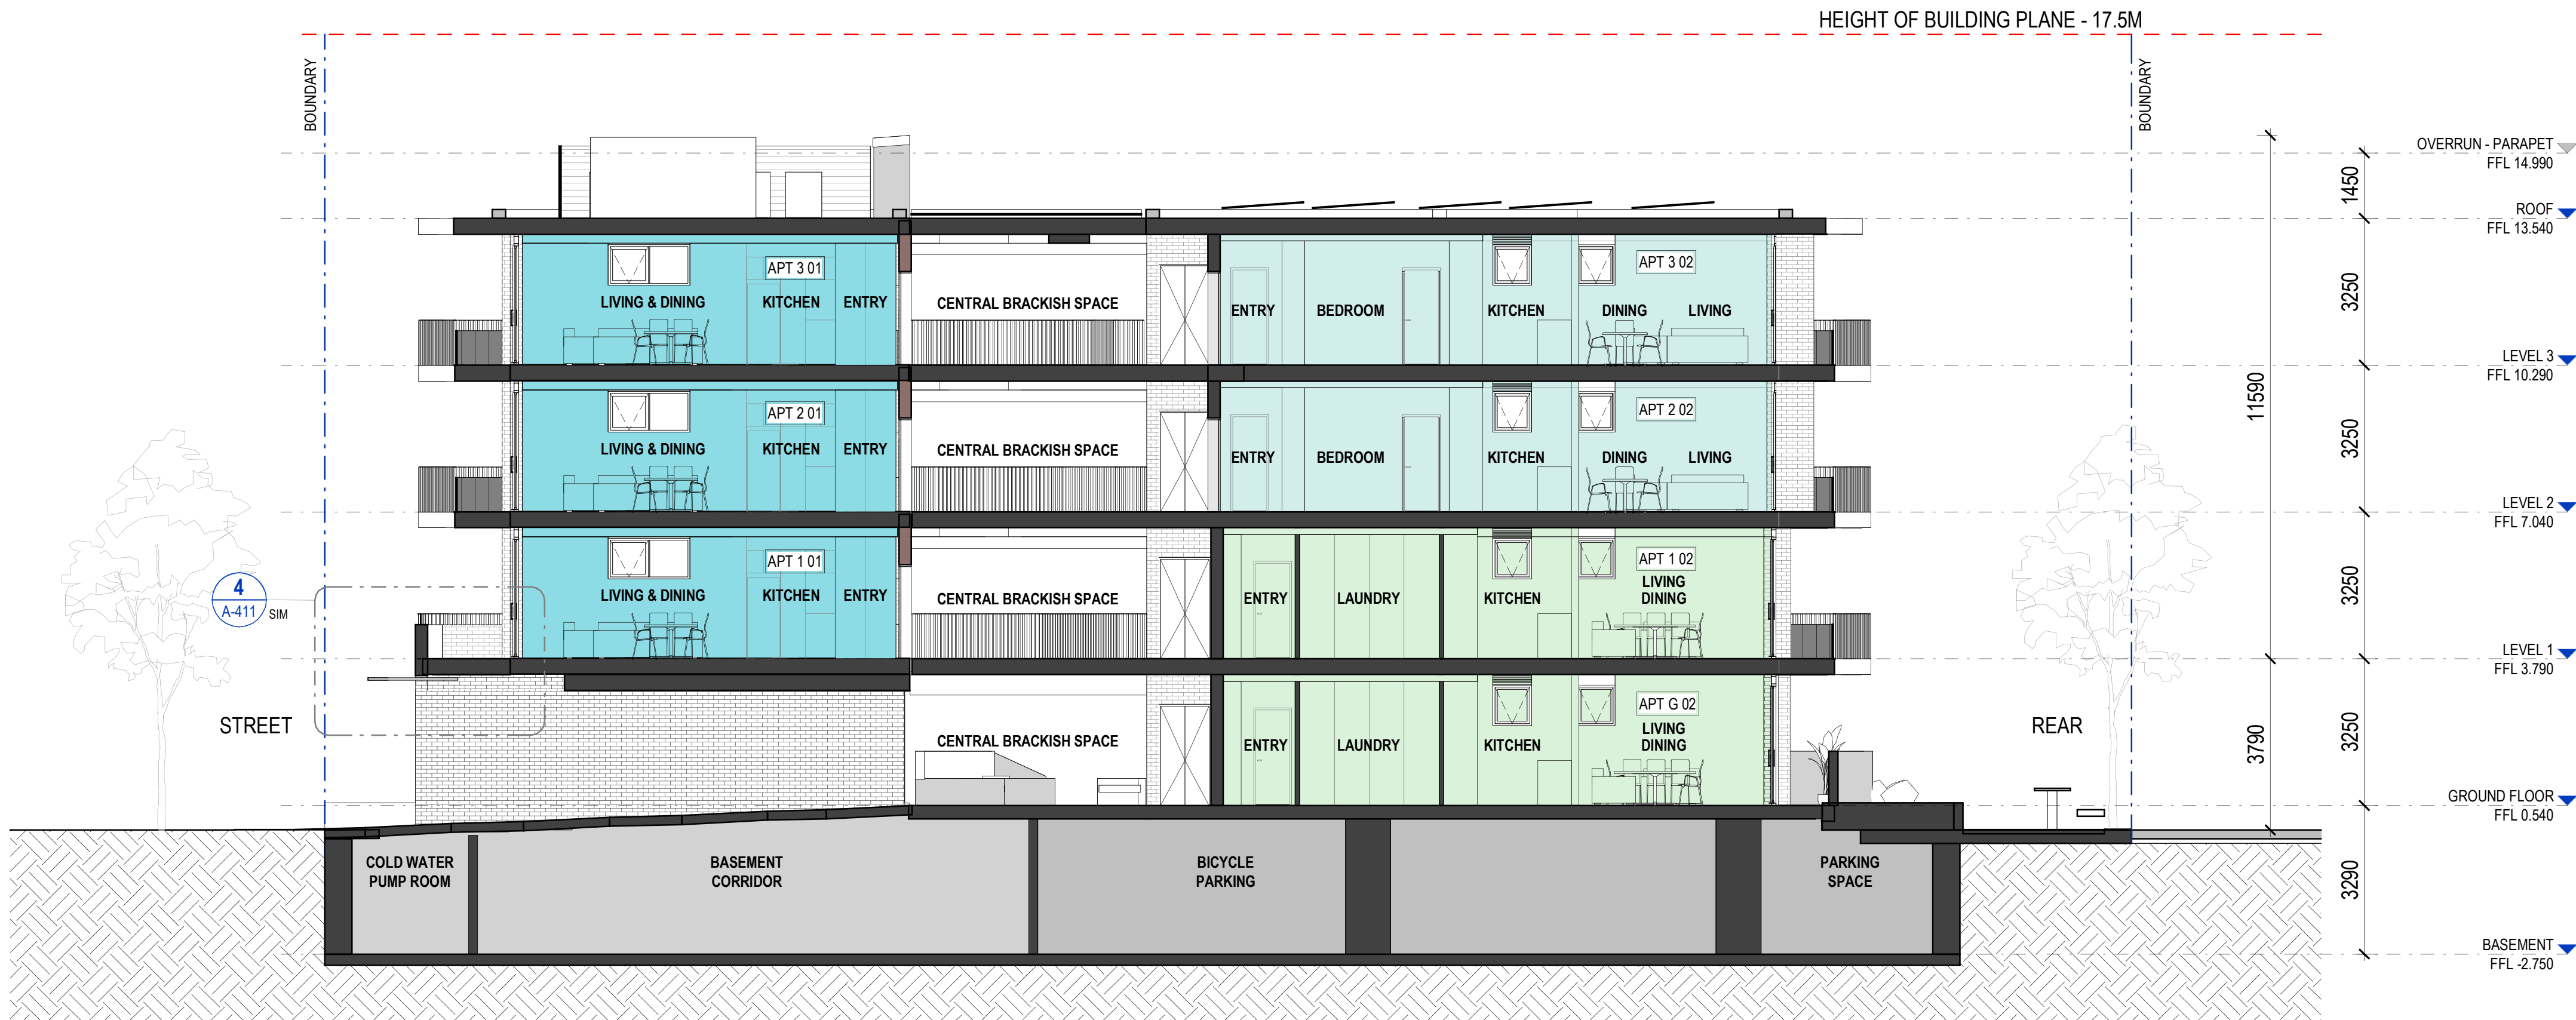 HEIGHT OF BUILDING PLANE - 17.5M
BOUNDARY
BOUNDARY
OVERRUN - PARAPET
FFL 14.990
1450
ROOF
FFL 13.540
APT 3 01
LIVING & DINING
KITCHEN
ENTRY
CENTRAL BRACKISH SPACE
ENTRY
BEDROOM
KITCHEN
APT 3 02
DINING
LIVING
3250
LEVEL 3
FFL 10.290
11590
APT 2 01
LIVING & DINING
KITCHEN
ENTRY
CENTRAL BRACKISH SPACE
ENTRY
BEDROOM
KITCHEN
APT 2 02
DINING
LIVING
3250
LEVEL 2
FFL 7.040
4
A-411
SIM
APT 1 01
LIVING & DINING
KITCHEN
ENTRY
CENTRAL BRACKISH SPACE
ENTRY
LAUNDRY
KITCHEN
APT 1 02
LIVING
DINING
3250
LEVEL 1
FFL 3.790
STREET
CENTRAL BRACKISH SPACE
ENTRY
LAUNDRY
KITCHEN
APT G 02
LIVING
DINING
REAR
3790
3250
GROUND FLOOR
FFL 0.540
COLD WATER
PUMP ROOM
BASEMENT
CORRIDOR
BICYCLE
PARKING
PARKING
SPACE
3290
BASEMENT
FFL -2.750